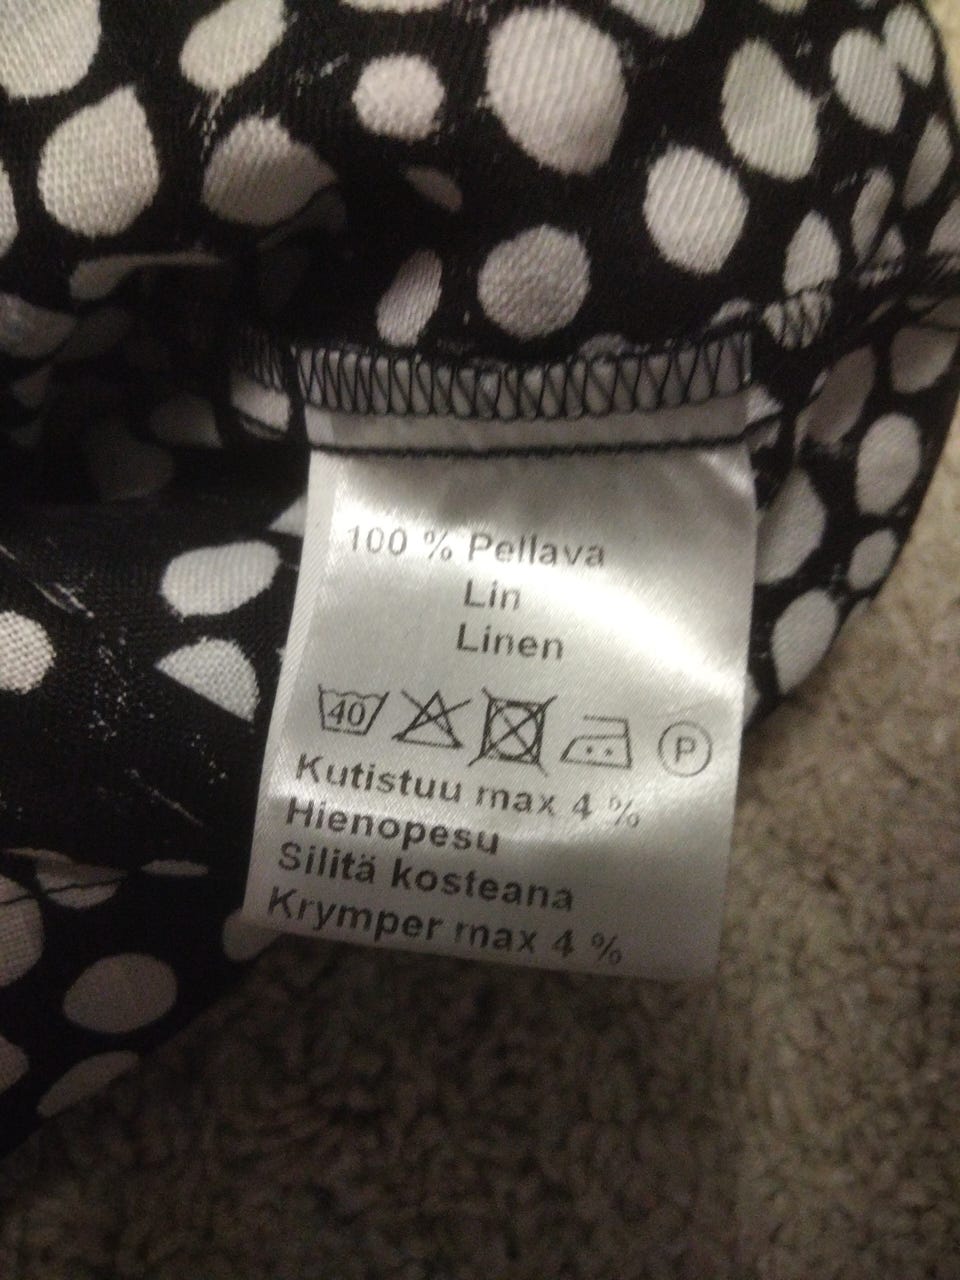 100 % Pellava
Lin
Linen
40 P
Kutistuu max 4 %
Hienopesu
Silitä kosteana
Krymper max 4 %